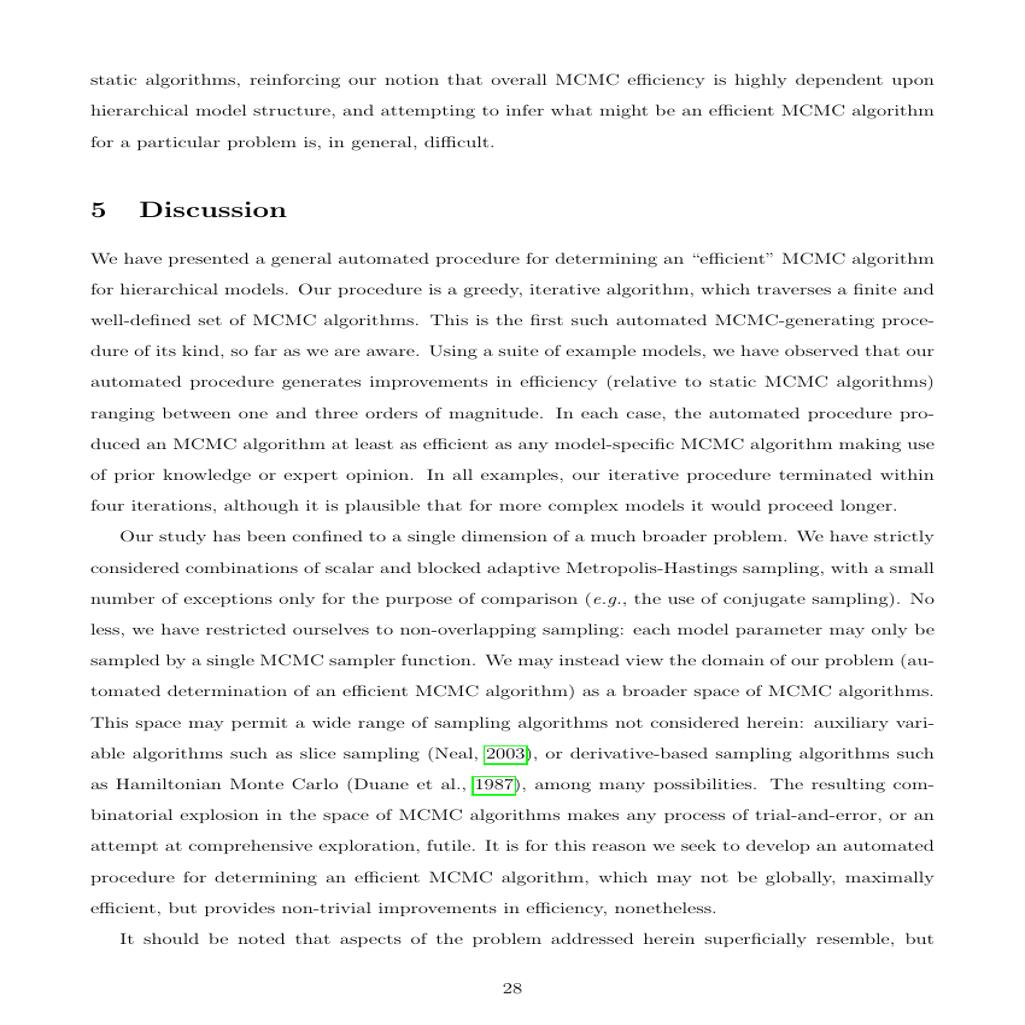 static algorithms, reinforcing our notion that overall MCMC efficiency is highly dependent upon
hierarchical model structure, and attempting to infer what might be an efficient MCMC algorithm
for a particular problem is, in general, difficult.
5 Discussion
We have presented a general automated procedure for determining an “efficient” MCMC algorithm
for hierarchical models. Our procedure is a greedy, iterative algorithm, which traverses a finite and
well-defined set of MCMC algorithms. This is the first such automated MCMC-generating proce-
dure of its kind, so far as we are aware. Using a suite of example models, we have observed that our
automated procedure generates improvements in efficiency (relative to static MCMC algorithms)
ranging between one and three orders of magnitude. In each case, the automated procedure pro-
duced an MCMC algorithm at least as efficient as any model-specific MCMC algorithm making use
of prior knowledge or expert opinion. In all examples, our iterative procedure terminated within
four iterations, although it is plausible that for more complex models it would proceed longer.
Our study has been confined to a single dimension of a much broader problem. We have strictly
considered combinations of scalar and blocked adaptive Metropolis-Hastings sampling, with a small
number of exceptions only for the purpose of comparison (e.g., the use of conjugate sampling). No
less, we have restricted ourselves to non-overlapping sampling: each model parameter may only be
sampled by a single MCMC sampler function. We may instead view the domain of our problem (au-
tomated determination of an efficient MCMC algorithm) as a broader space of MCMC algorithms.
This space may permit a wide range of sampling algorithms not considered herein: auxiliary vari-
able algorithms such as slice sampling (Neal, 2003), or derivative-based sampling algorithms such
as Hamiltonian Monte Carlo (Duane et al., 1987), among many possibilities. The resulting com-
binatorial explosion in the space of MCMC algorithms makes any process of trial-and-error, or an
attempt at comprehensive exploration, futile. It is for this reason we seek to develop an automated
procedure for determining an efficient MCMC algorithm, which may not be globally, maximally
efficient, but provides non-trivial improvements in efficiency, nonetheless.
It should be noted that aspects of the problem addressed herein superficially resemble, but
28